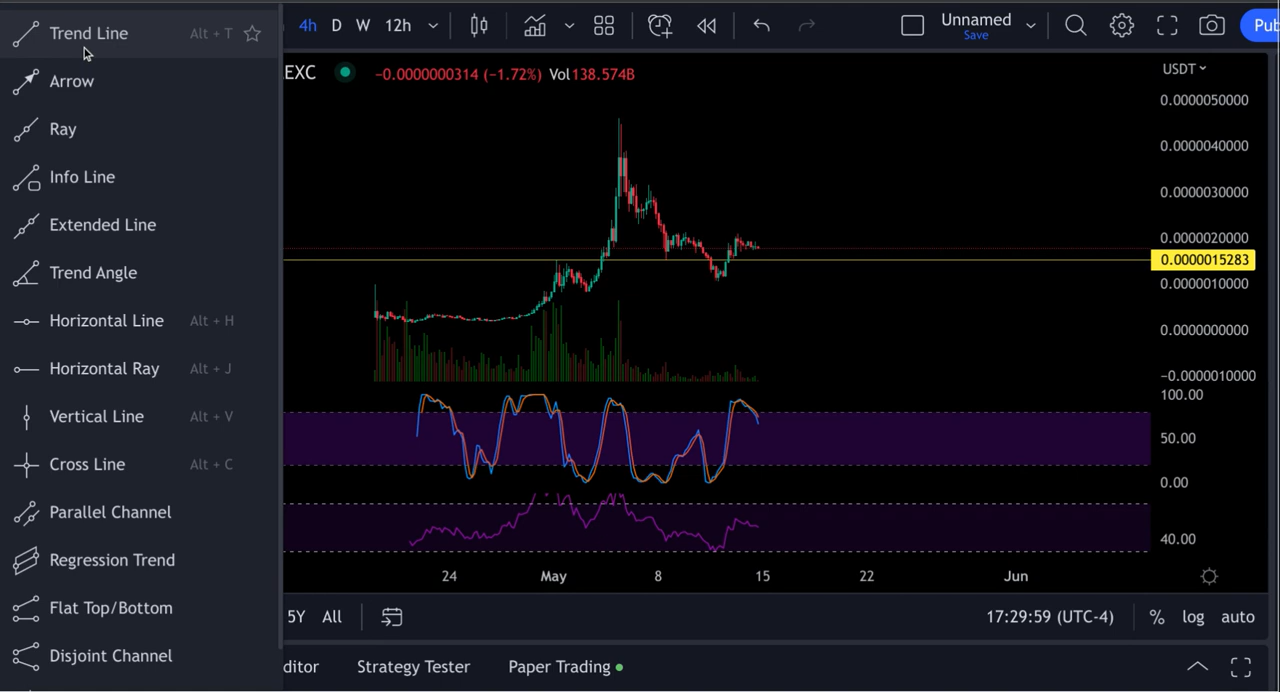 Trend Line Alt + T
Arrow
Ray
Info Line
Extended Line
Trend Angle
Horizontal Line Alt + H
Horizontal Ray Alt + J
Vertical Line Alt + V
Cross Line Alt + C
Parallel Channel
Regression Trend
Flat Top/Bottom
Disjoint Channel
4h D W 12h
Unnamed
Save
Pub
EXC −0.0000000314 (−1.72%) Vol 138.574B
USDT
0.0000050000
0.0000040000
0.0000030000
0.0000020000
0.0000015283
0.0000010000
0.0000000000
−0.0000010000
100.00
50.00
0.00
40.00
24 May 8 15 22 Jun
5Y All
17:29:59 (UTC-4) % log auto
ditor Strategy Tester Paper Trading